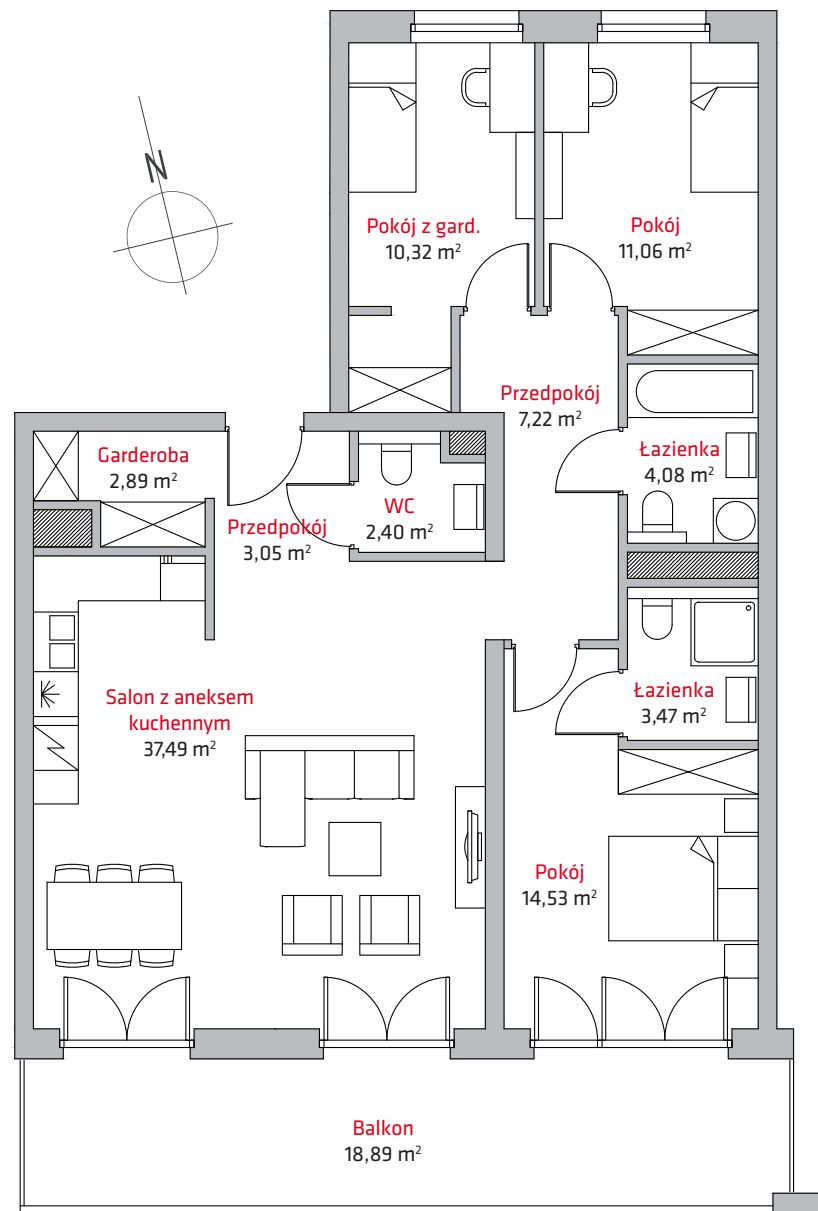 N
Pokój z gard.
10,32 m²
Pokój
11,06 m²
Przedpokój
7,22 m²
Garderoba
2,89 m²
Łazienka
4,08 m²
WC
2,40 m²
Przedpokój
3,05 m²
Salon z aneksem
kuchennym
37,49 m²
Łazienka
3,47 m²
Pokój
14,53 m²
Balkon
18,89 m²